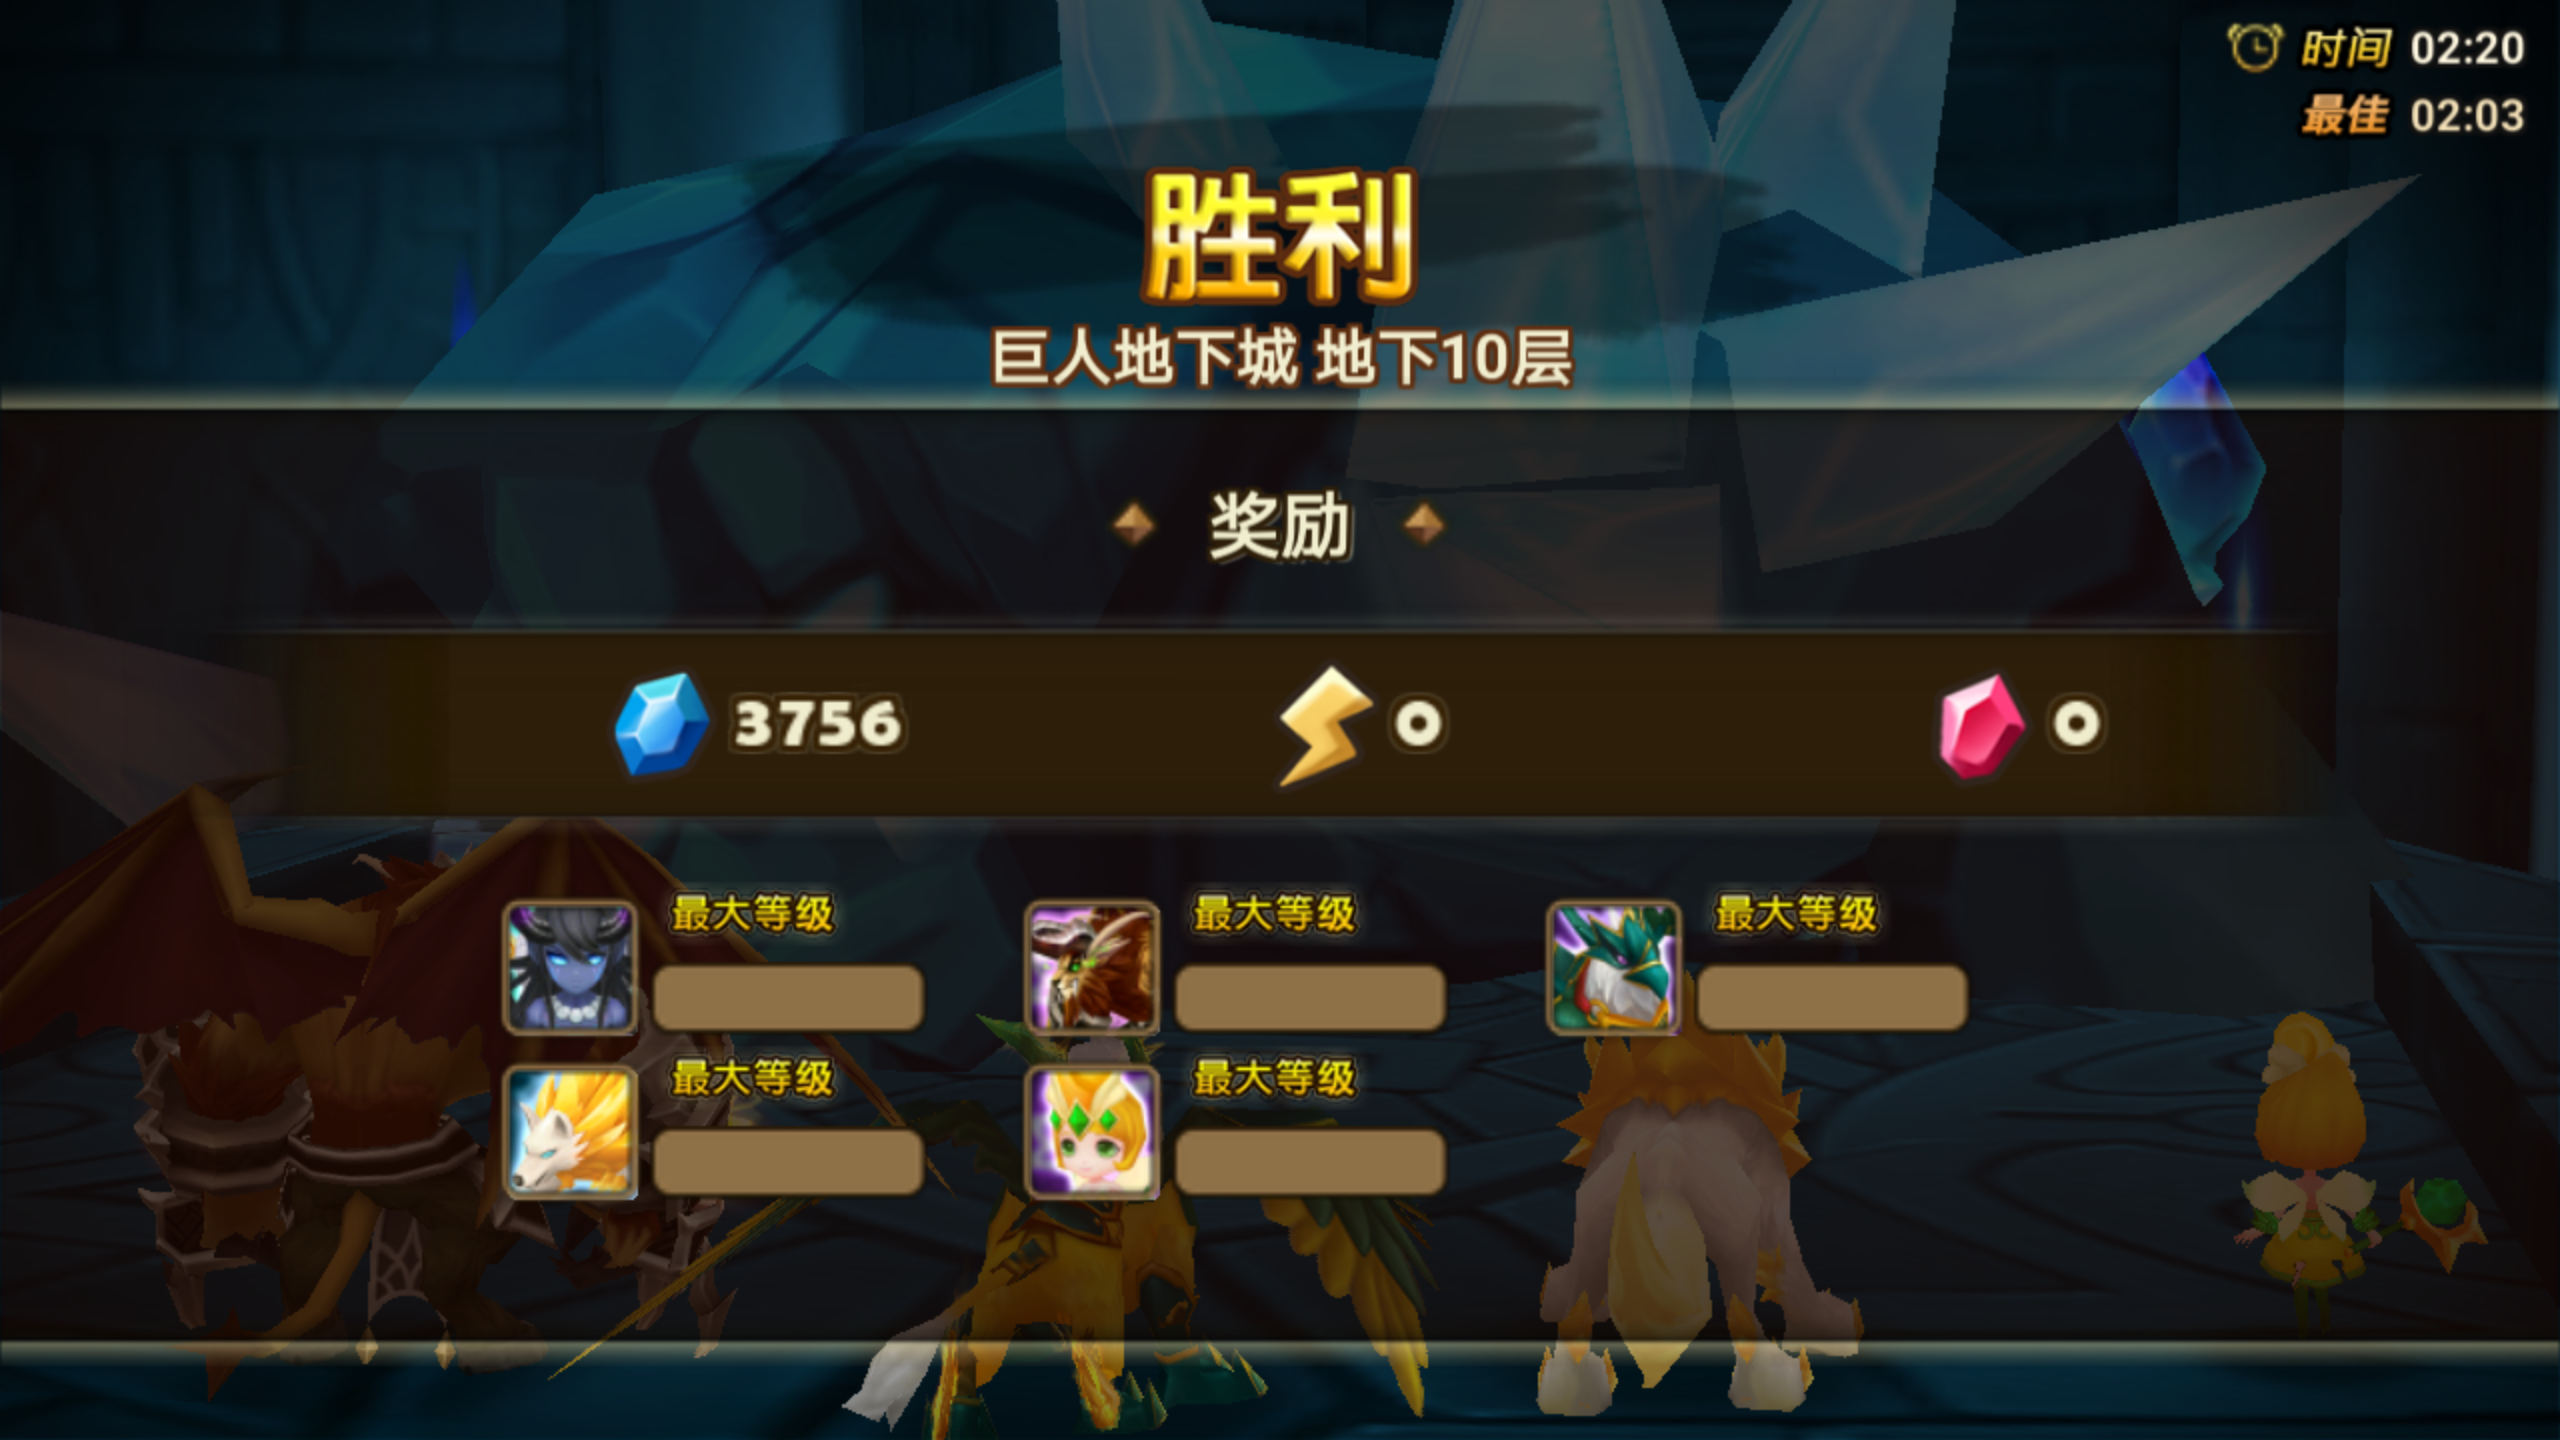 时间 02:20
最佳 02:03
胜利
巨人地下城 地下10层
奖励
3756 0 0
最大等级 最大等级 最大等级
最大等级 最大等级